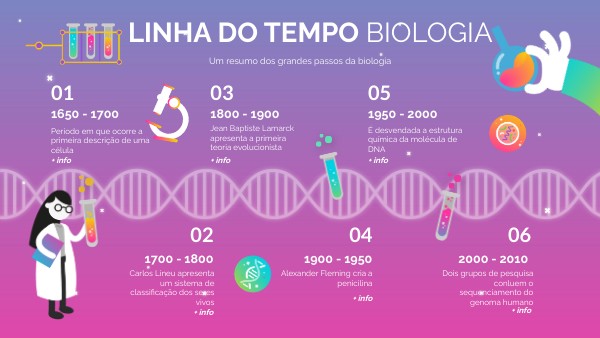 LINHA DO TEMPO BIOLOGIA
Um resumo dos grandes passos da biologia
01
1650 - 1700
Período em que ocorre a
primeira descrição de uma
célula
+ info
03
1800 - 1900
Jean Baptiste Lamarck
apresenta a primeira
teoria evolucionista
05
1950 - 2000
É desvendada a estrutura
química da molécula de
DNA
+ info
02
1700 - 1800
Carlos Lineu apresenta
um sistema de
classificação dos seres
vivos
+ info
04
1900 - 1950
Alexander Fleming cria a
penicilina
+ info
06
2000 - 2010
Dois grupos de pesquisa
concluem o
sequenciamento do
genoma humano
+ info